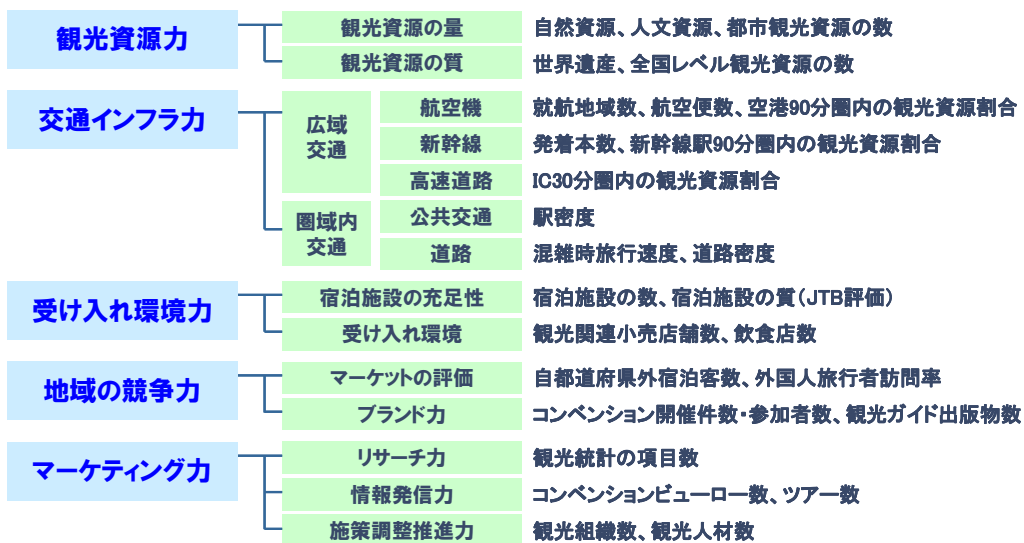 観光資源力
観光資源の量
自然資源、人文資源、都市観光資源の数
観光資源の質
世界遺産、全国レベル観光資源の数
交通インフラ力
広域
交通
航空機
就航地域数、航空便数、空港90分圏内の観光資源割合
新幹線
発着本数、新幹線駅90分圏内の観光資源割合
高速道路
IC30分圏内の観光資源割合
圏域内
交通
公共交通
駅密度
道路
混雑時旅行速度、道路密度
受け入れ環境力
宿泊施設の充足性
宿泊施設の数、宿泊施設の質(JTB評価)
受け入れ環境
観光関連小売店舗数、飲食店数
地域の競争力
マーケットの評価
自都道府県外宿泊客数、外国人旅行者訪問率
ブランド力
コンベンション開催件数・参加者数、観光ガイド出版物数
マーケティング力
リサーチ力
観光統計の項目数
情報発信力
コンベンションビューロー数、ツアー数
施策調整推進力
観光組織数、観光人材数